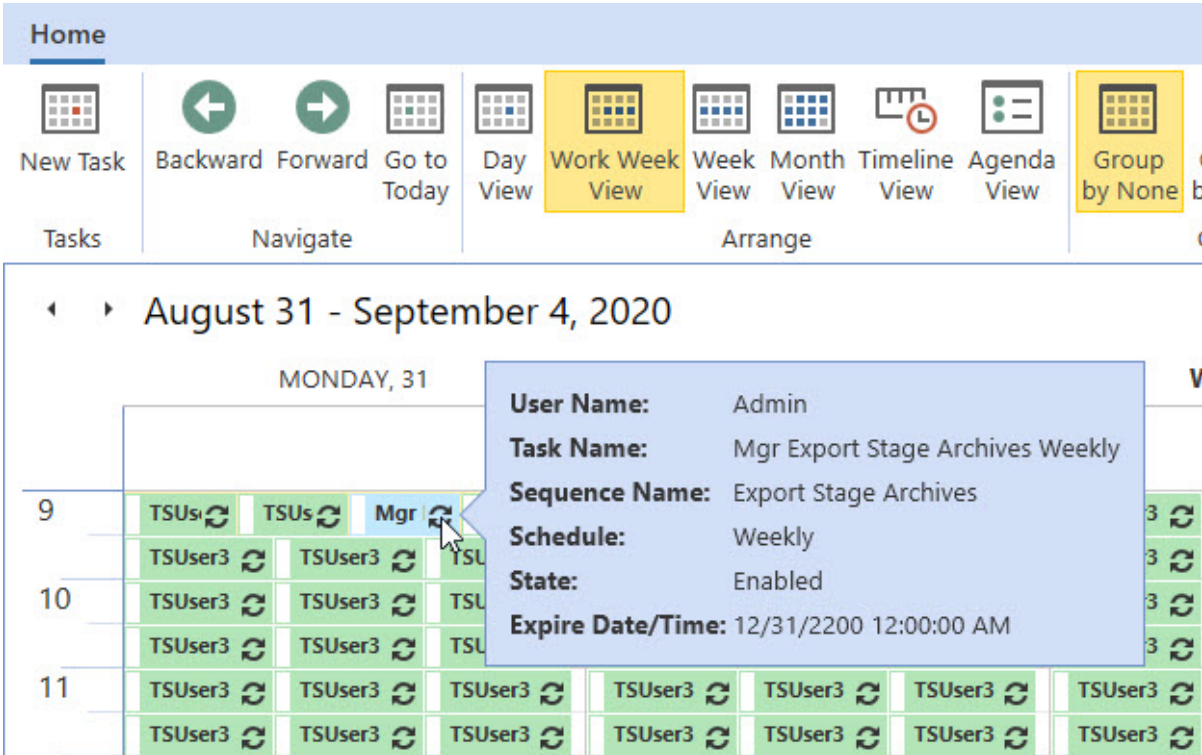 Home
New Task
Backward Forward Go to Today
Day View
Work Week View
Week View
Month View
Timeline View
Agenda View
Group by None
Tasks
Navigate
Arrange
August 31 - September 4, 2020
MONDAY, 31
User Name: Admin
Task Name: Mgr Export Stage Archives Weekly
Sequence Name: Export Stage Archives
Schedule: Weekly
State: Enabled
Expire Date/Time: 12/31/2200 12:00:00 AM
9
TSUs TSUs Mgr
TSUser3 TSUser3 TSU
10
TSUser3 TSUser3 TSU
TSUser3 TSUser3 TSU
11
TSUser3 TSUser3 TSUser3 TSUser3 TSUser3 TSUser3 TSUser3
TSUser3 TSUser3 TSUser3 TSUser3 TSUser3 TSUser3 TSUser3